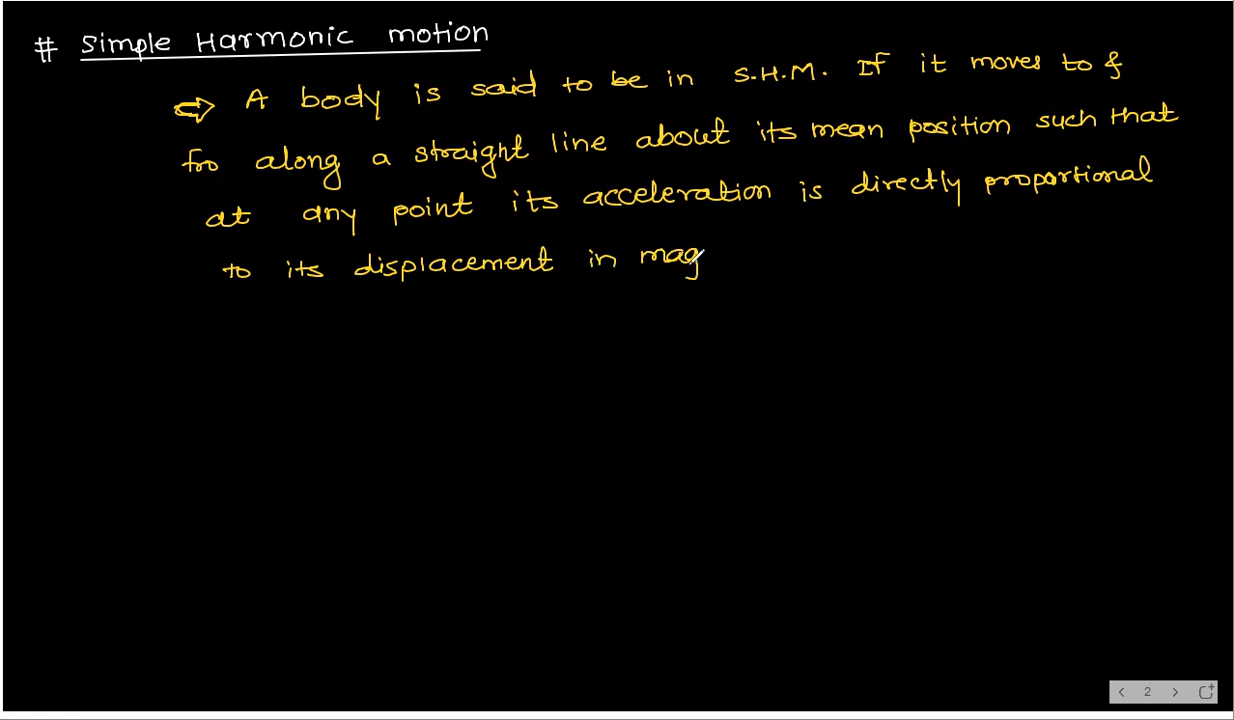 # Simple Harmonic motion
⇨ A body is said to be in S.H.M. If it moves to &
fro along a straight line about its mean position such that
at any point its acceleration is directly proportional
to its displacement in mag
2